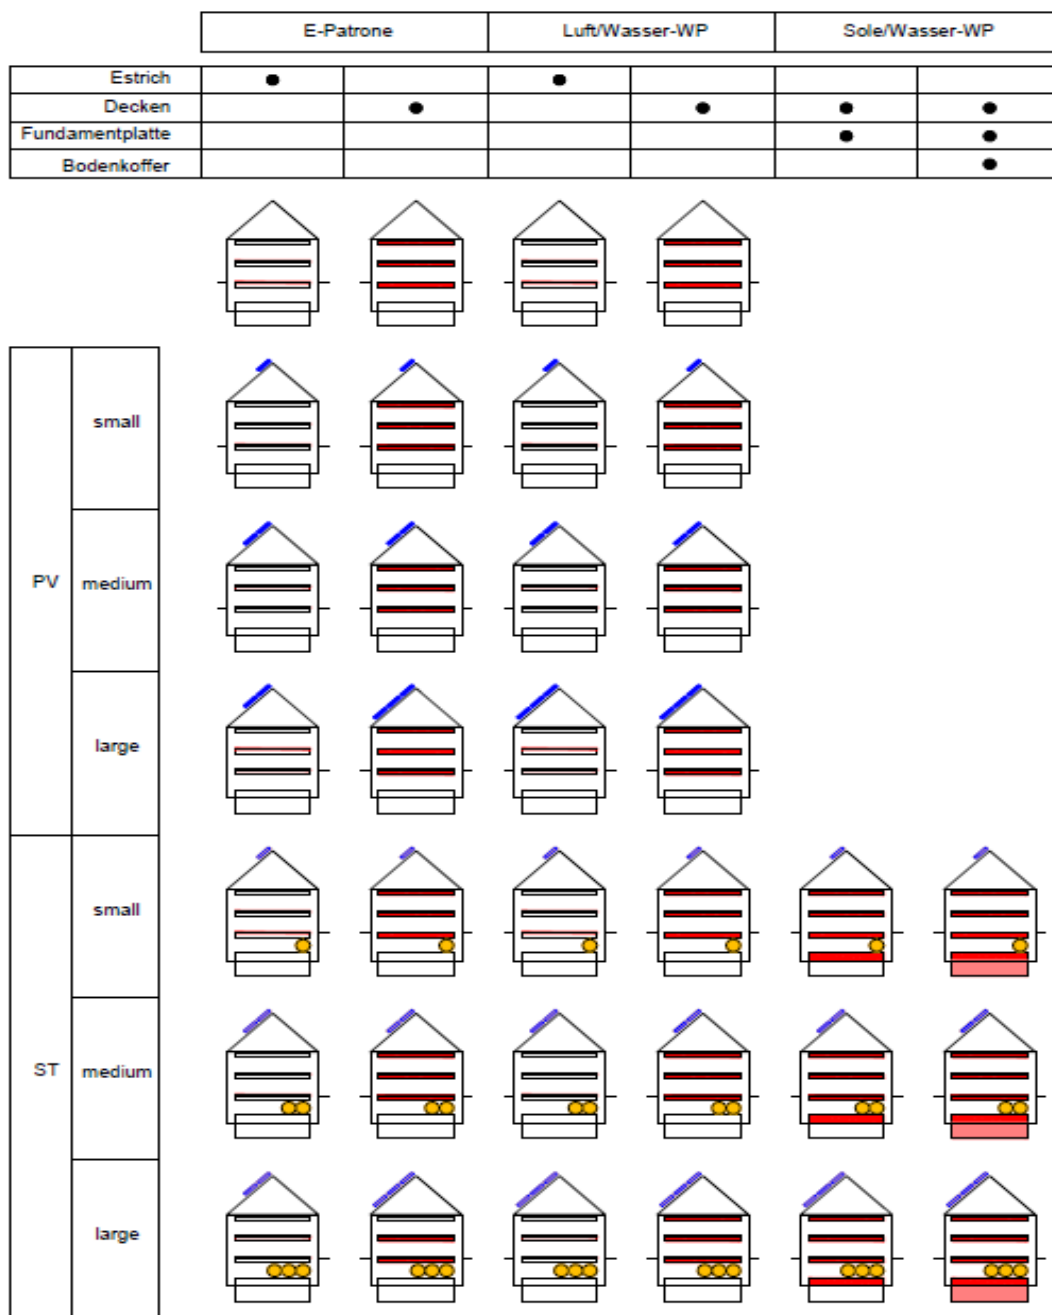 E-Patrone Luft/Wasser-WP Sole/Wasser-WP
Estrich
Decken
Fundamentplatte
Bodenkoffer
small
PV medium
large
small
ST medium
large